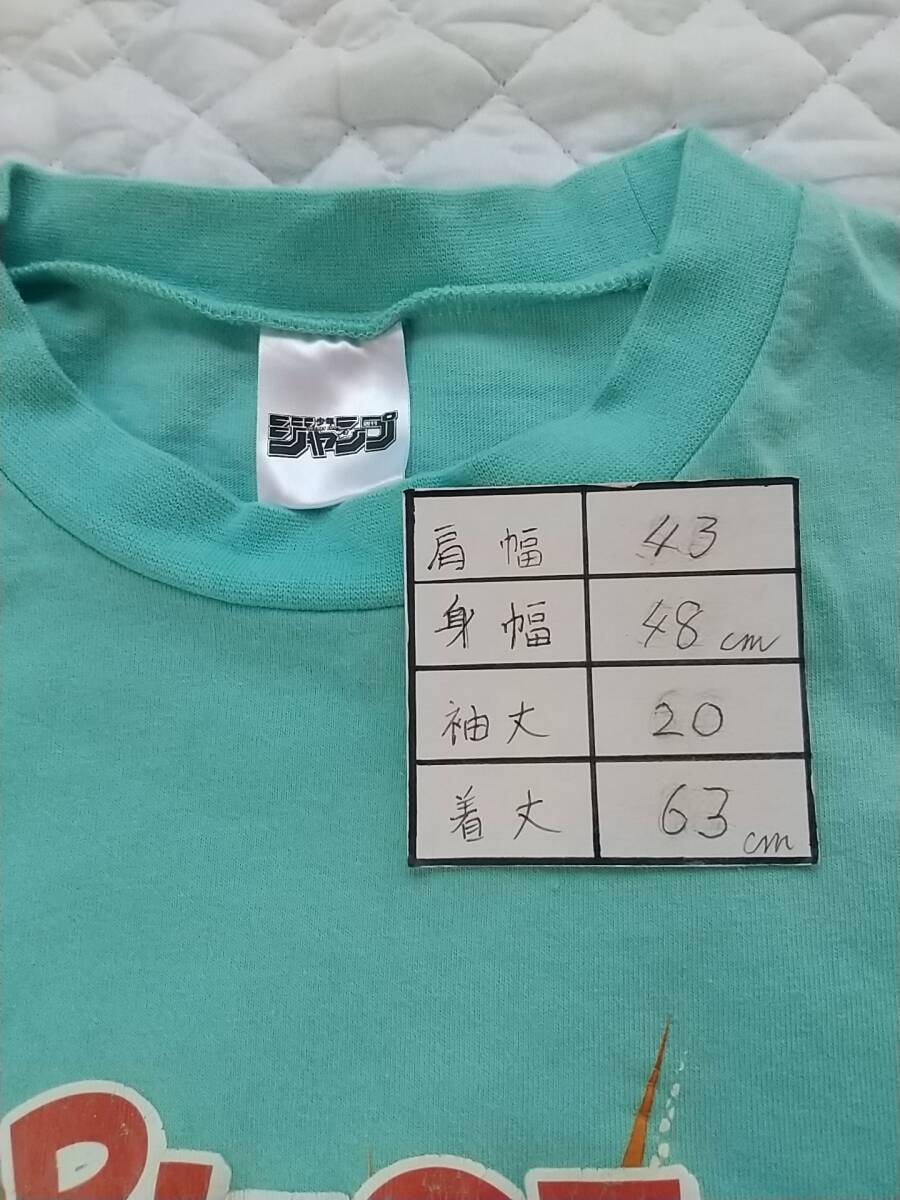 ジャンプ
肩幅 43
身幅 48cm
袖丈 20
着丈 63cm